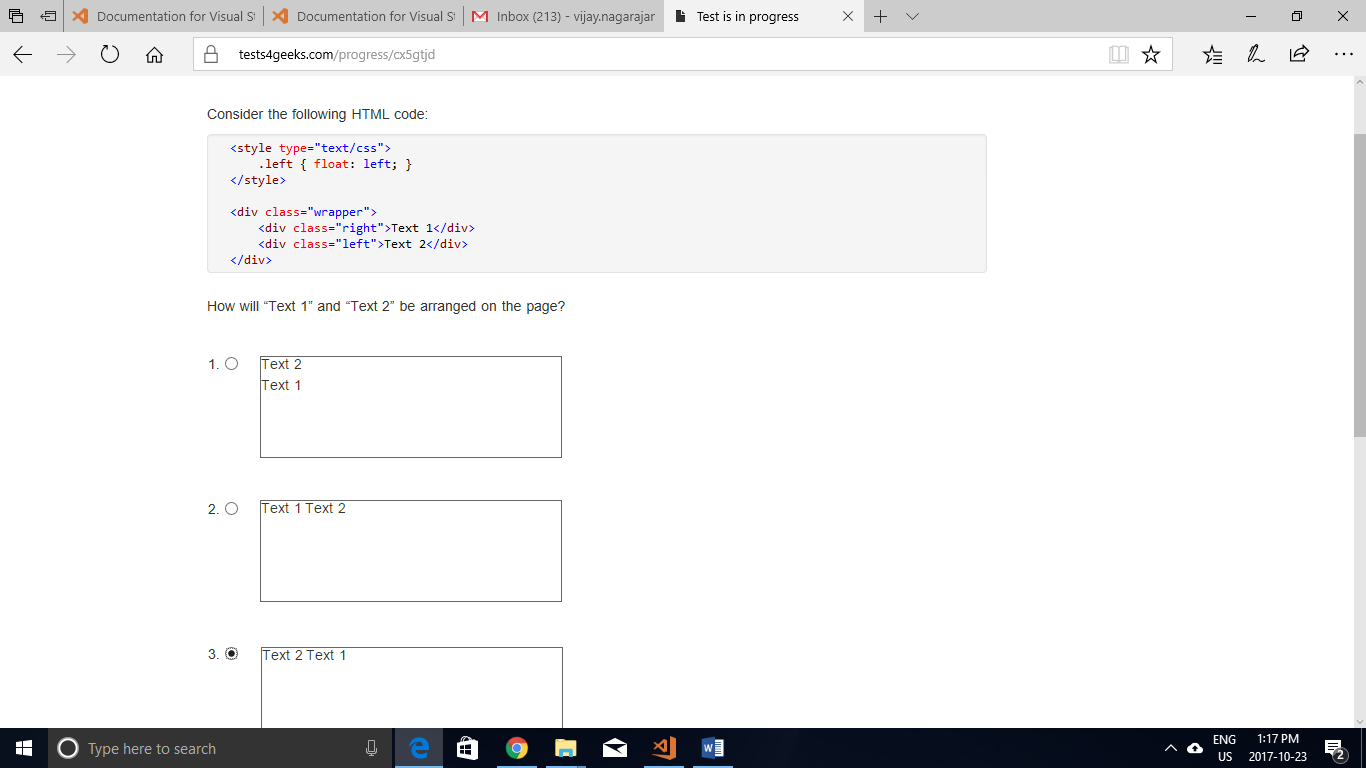 Documentation for Visual St
Documentation for Visual St
Inbox (213) - vijay.nagarajar
Test is in progress
tests4geeks.com/progress/cx5gtjd
Consider the following HTML code:
<style type="text/css">
.left { float: left; }
</style>
<div class="wrapper">
<div class="right">Text 1</div>
<div class="left">Text 2</div>
</div>
How will “Text 1” and “Text 2” be arranged on the page?
1.
Text 2
Text 1
2.
Text 1 Text 2
3.
Text 2 Text 1
Type here to search
ENG
US
1:17 PM
2017-10-23
2